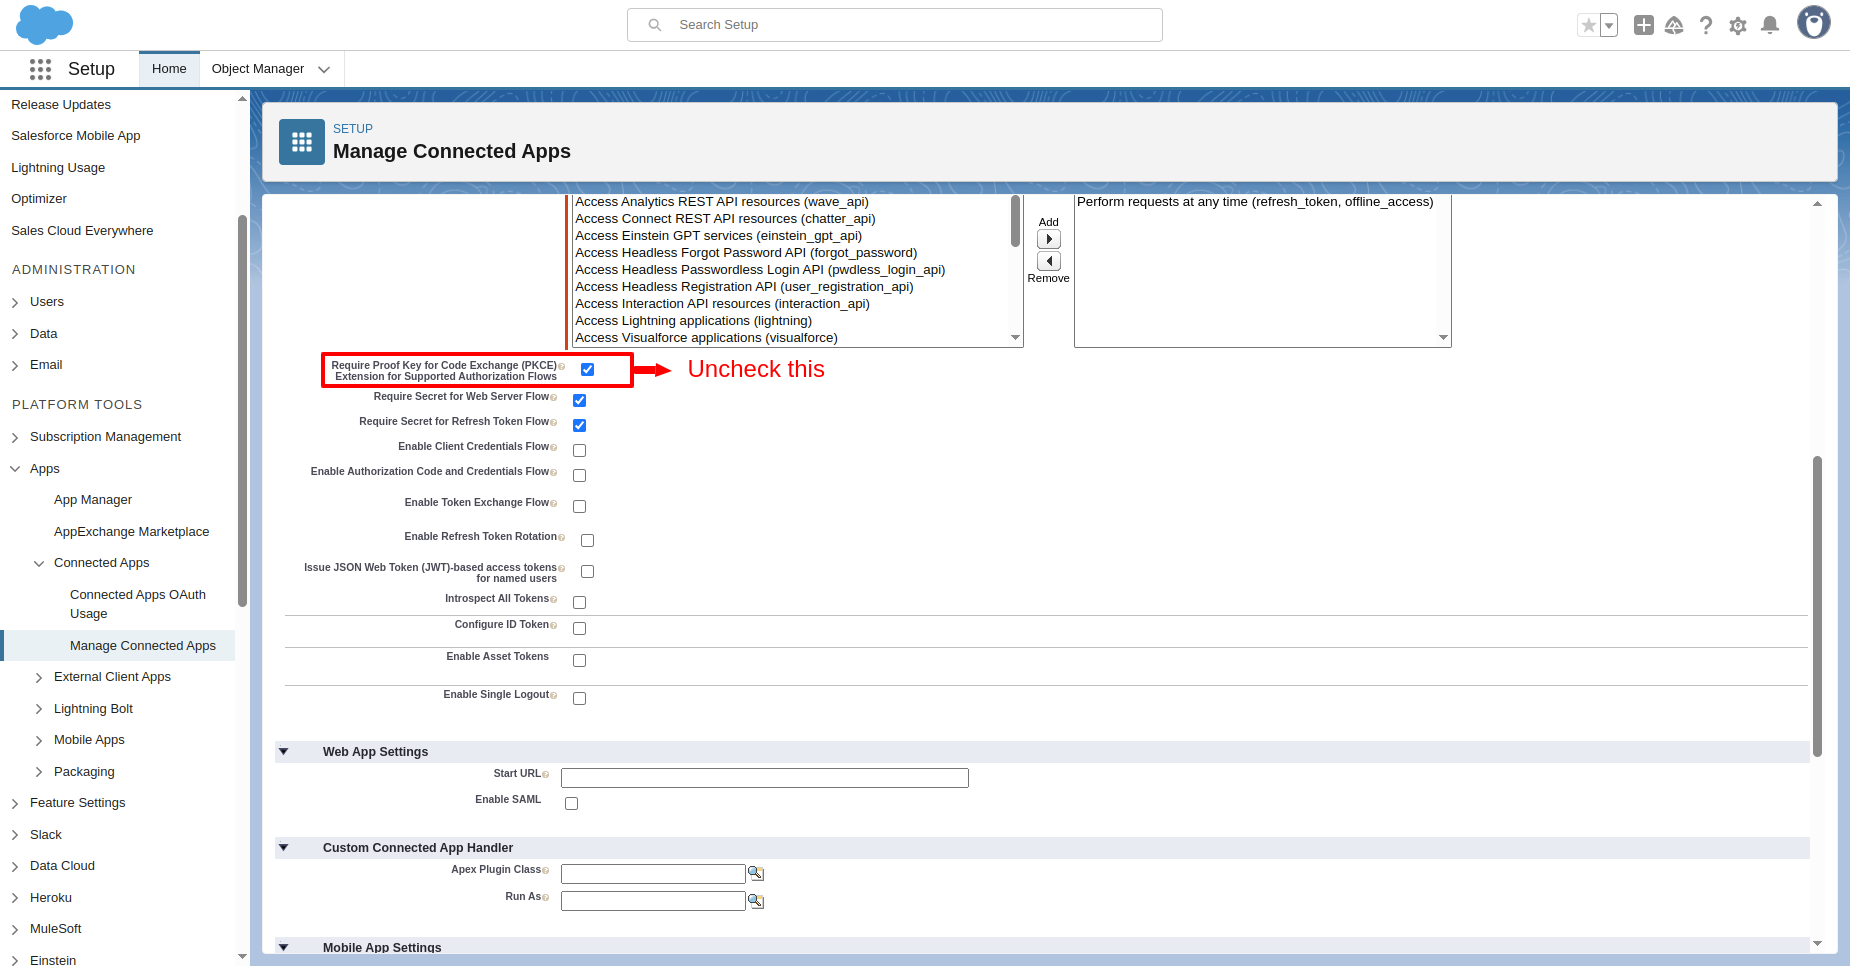 Search Setup
Setup
Home
Object Manager
Release Updates
Salesforce Mobile App
Lightning Usage
Optimizer
Sales Cloud Everywhere
ADMINISTRATION
Users
Data
Email
PLATFORM TOOLS
Subscription Management
Apps
App Manager
AppExchange Marketplace
Connected Apps
Connected Apps OAuth
Usage
Manage Connected Apps
External Client Apps
Lightning Bolt
Mobile Apps
Packaging
Feature Settings
Slack
Data Cloud
Heroku
MuleSoft
Einstein
SETUP
Manage Connected Apps
Access Analytics REST API resources (wave_api)
Access Connect REST API resources (chatter_api)
Access Einstein GPT services (einstein_gpt_api)
Access Headless Forgot Password API (forgot_password)
Access Headless Passwordless Login API (pwdless_login_api)
Access Headless Registration API (user_registration_api)
Access Interaction API resources (interaction_api)
Access Lightning applications (lightning)
Access Visualforce applications (visualforce)
Add
Remove
Perform requests at any time (refresh_token, offline_access)
Require Proof Key for Code Exchange (PKCE)
Extension for Supported Authorization Flows
Uncheck this
Require Secret for Web Server Flow
Require Secret for Refresh Token Flow
Enable Client Credentials Flow
Enable Authorization Code and Credentials Flow
Enable Token Exchange Flow
Enable Refresh Token Rotation
Issue JSON Web Token (JWT)-based access tokens
for named users
Introspect All Tokens
Configure ID Token
Enable Asset Tokens
Enable Single Logout
Web App Settings
Start URL
Enable SAML
Custom Connected App Handler
Apex Plugin Class
Run As
Mobile App Settings